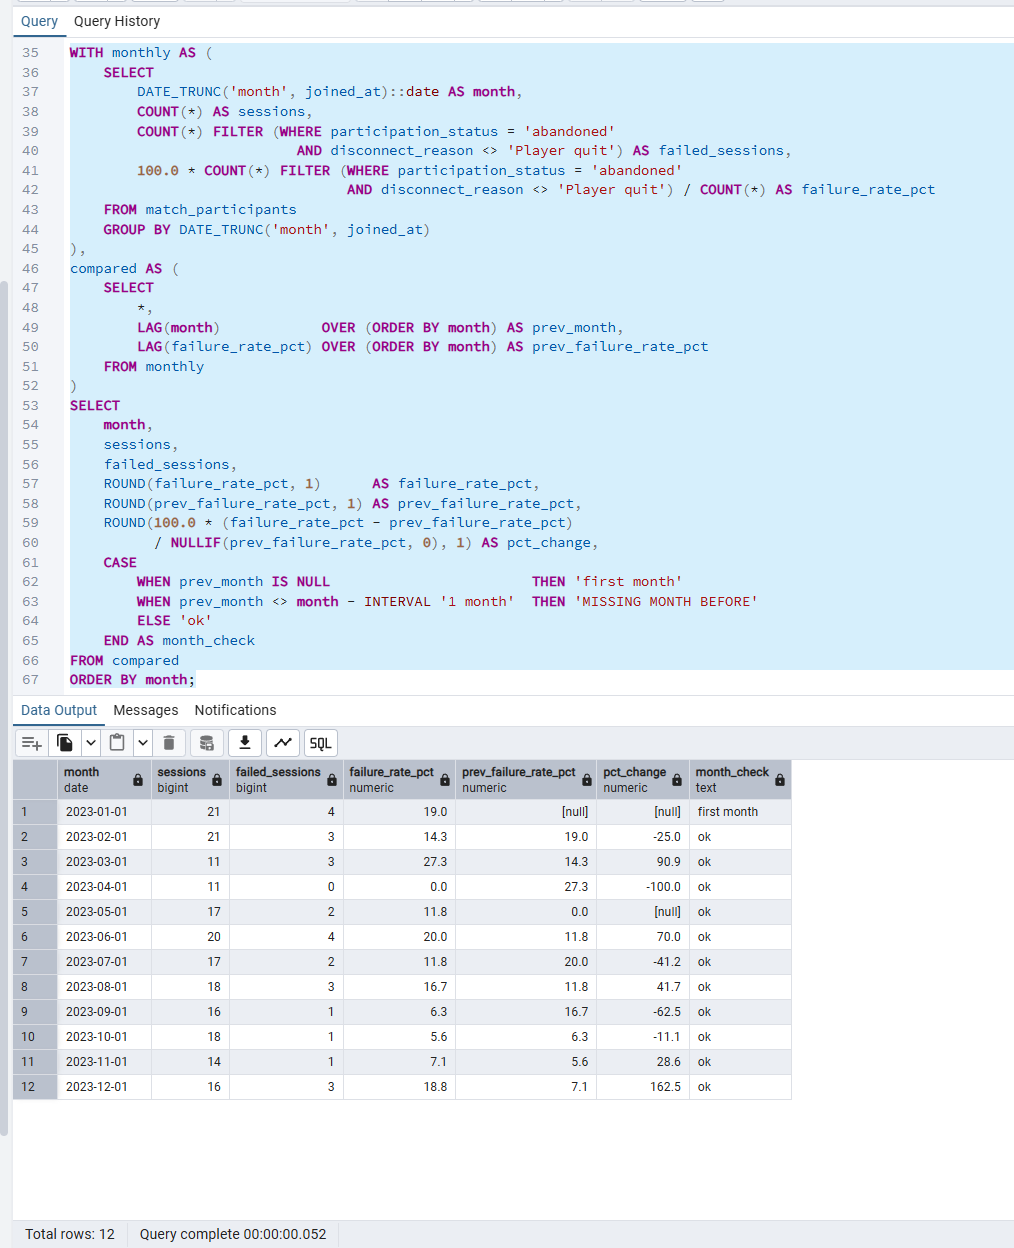 Query Query History
35 WITH monthly AS (
36 SELECT
37 DATE_TRUNC('month', joined_at)::date AS month,
38 COUNT(*) AS sessions,
39 COUNT(*) FILTER (WHERE participation_status = 'abandoned'
40 AND disconnect_reason <> 'Player quit') AS failed_sessions,
41 100.0 * COUNT(*) FILTER (WHERE participation_status = 'abandoned'
42 AND disconnect_reason <> 'Player quit') / COUNT(*) AS failure_rate_pct
43 FROM match_participants
44 GROUP BY DATE_TRUNC('month', joined_at)
45 ),
46 compared AS (
47 SELECT
48 *,
49 LAG(month) OVER (ORDER BY month) AS prev_month,
50 LAG(failure_rate_pct) OVER (ORDER BY month) AS prev_failure_rate_pct
51 FROM monthly
52 )
53 SELECT
54 month,
55 sessions,
56 failed_sessions,
57 ROUND(failure_rate_pct, 1) AS failure_rate_pct,
58 ROUND(prev_failure_rate_pct, 1) AS prev_failure_rate_pct,
59 ROUND(100.0 * (failure_rate_pct - prev_failure_rate_pct)
60 / NULLIF(prev_failure_rate_pct, 0), 1) AS pct_change,
61 CASE
62 WHEN prev_month IS NULL THEN 'first month'
63 WHEN prev_month <> month - INTERVAL '1 month' THEN 'MISSING MONTH BEFORE'
64 ELSE 'ok'
65 END AS month_check
66 FROM compared
67 ORDER BY month;
Data Output Messages Notifications
SQL
month sessions failed_sessions failure_rate_pct prev_failure_rate_pct pct_change month_check
date bigint bigint numeric numeric numeric text
1 2023-01-01 21 4 19.0 [null] [null] first month
2 2023-02-01 21 3 14.3 19.0 -25.0 ok
3 2023-03-01 11 3 27.3 14.3 90.9 ok
4 2023-04-01 11 0 0.0 27.3 -100.0 ok
5 2023-05-01 17 2 11.8 0.0 [null] ok
6 2023-06-01 20 4 20.0 11.8 70.0 ok
7 2023-07-01 17 2 11.8 20.0 -41.2 ok
8 2023-08-01 18 3 16.7 11.8 41.7 ok
9 2023-09-01 16 1 6.3 16.7 -62.5 ok
10 2023-10-01 18 1 5.6 6.3 -11.1 ok
11 2023-11-01 14 1 7.1 5.6 28.6 ok
12 2023-12-01 16 3 18.8 7.1 162.5 ok
Total rows: 12 Query complete 00:00:00.052